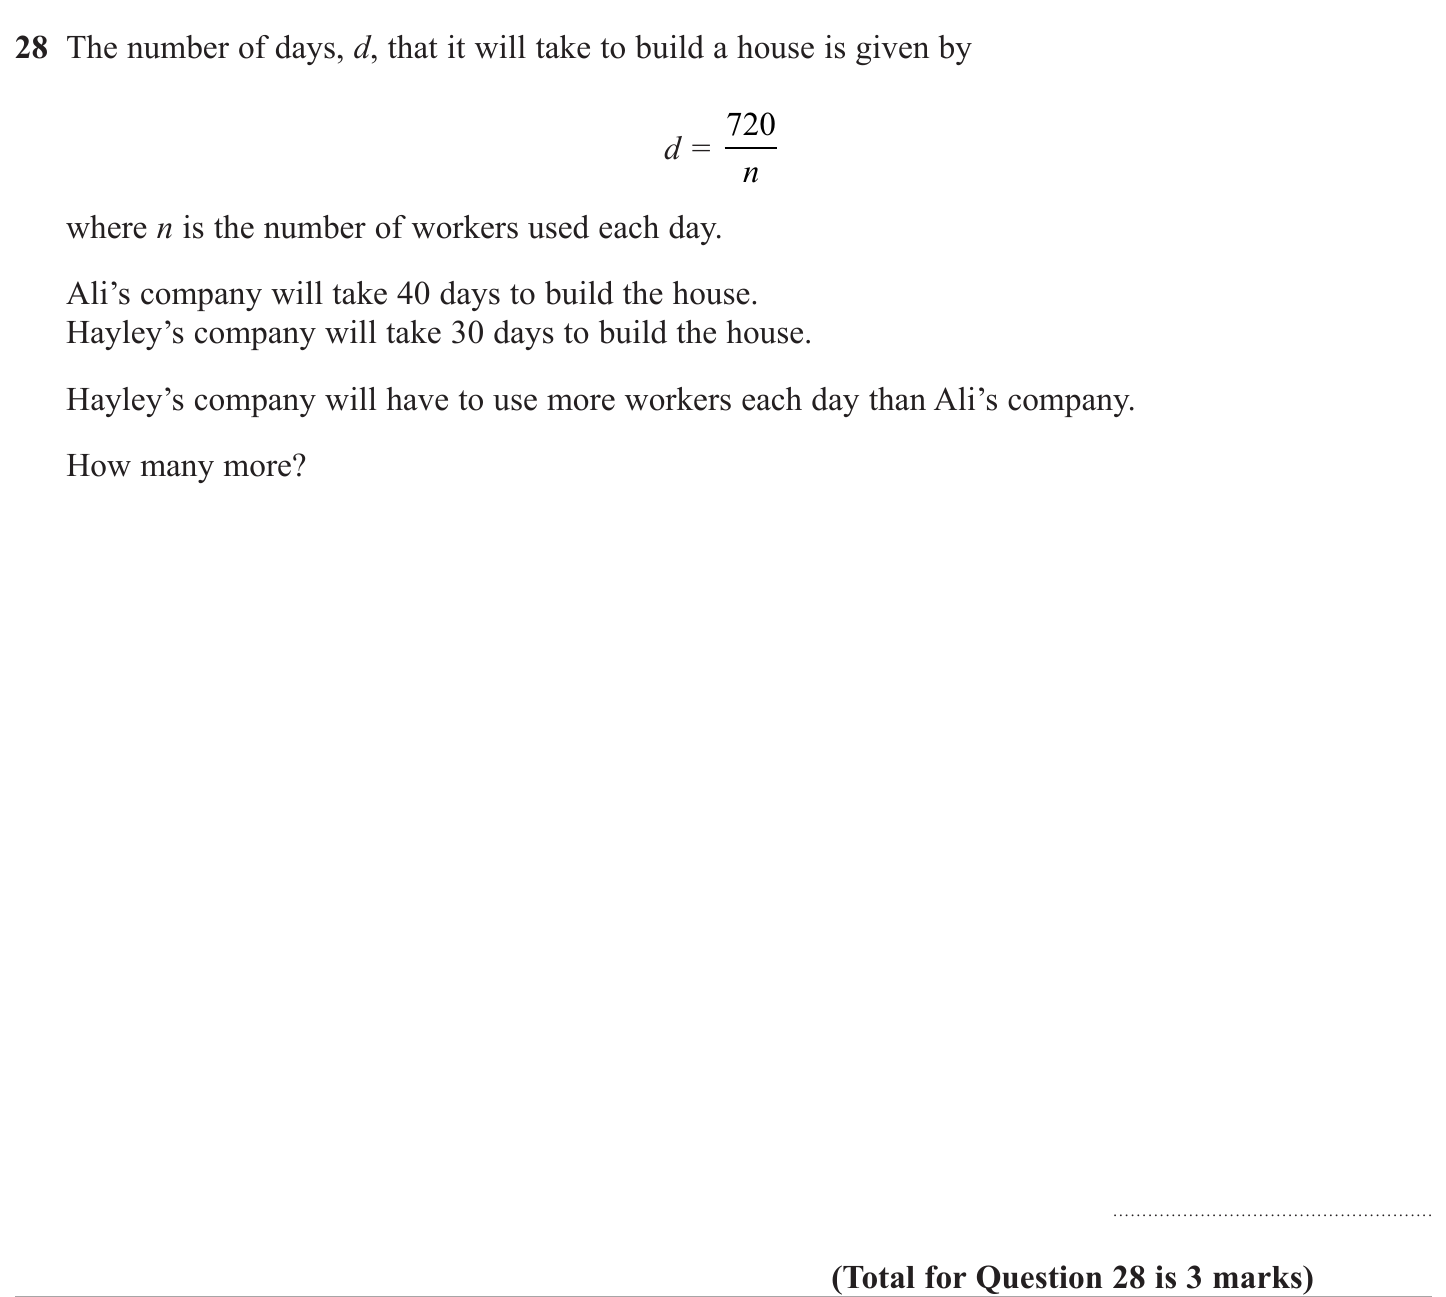 28 The number of days, d, that it will take to build a house is given by
d = 720/n
where n is the number of workers used each day.
Ali’s company will take 40 days to build the house.
Hayley’s company will take 30 days to build the house.
Hayley’s company will have to use more workers each day than Ali’s company.
How many more?
(Total for Question 28 is 3 marks)